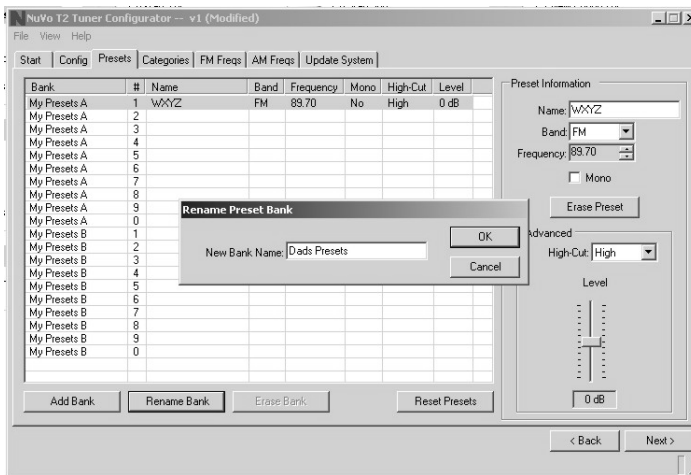 NuVo T2 Tuner Configurator -- v1 (Modified)
File View Help
Start Config Presets Categories FM Freqs AM Freqs Update System
Bank # Name Band Frequency Mono High-Cut Level
My Presets A 1 WXYZ FM 89.70 No High 0 dB
My Presets A 2
My Presets A 3
My Presets A 4
My Presets A 5
My Presets A 6
My Presets A 7
My Presets A 8
My Presets A 9
My Presets A 0
My Presets B 1
My Presets B 2
My Presets B 3
My Presets B 4
My Presets B 5
My Presets B 6
My Presets B 7
My Presets B 8
My Presets B 9
My Presets B 0
Add Bank Rename Bank Erase Bank Reset Presets
Rename Preset Bank
New Bank Name: Dads Presets
OK
Cancel
Preset Information
Name: WXYZ
Band: FM
Frequency: 89.70
Mono
Erase Preset
Advanced
High-Cut: High
Level
0 dB
< Back Next >